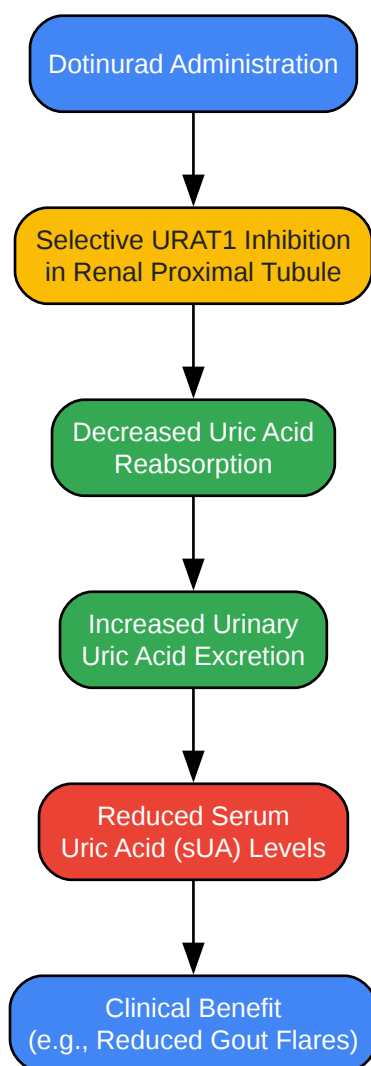 Dotinurad Administration
Selective URAT1 Inhibition
in Renal Proximal Tubule
Decreased Uric Acid
Reabsorption
Increased Urinary
Uric Acid Excretion
Reduced Serum
Uric Acid (sUA) Levels
Clinical Benefit
(e.g., Reduced Gout Flares)